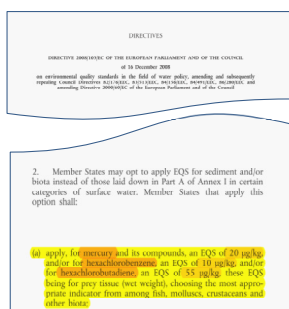 DIRECTIVES
DIRECTIVE 2008/105/EC OF THE EUROPEAN PARLIAMENT AND OF THE COUNCIL
of 16 December 2008
on environmental quality standards in the field of water policy, amending and subsequently
repealing Council Directives 82/176/EEC, 83/513/EEC, 84/156/EEC, 84/491/EEC, 86/280/EEC and
amending Directive 2000/60/EC of the European Parliament and of the Council
2. Member States may opt to apply EQS for sediment and/or
biota instead of those laid down in Part A of Annex I in certain
categories of surface water. Member States that apply this
option shall:
(a) apply, for mercury and its compounds, an EQS of 20 μg/kg,
and/or for hexachlorobenzene, an EQS of 10 μg/kg, and/or
for hexachlorobutadiene, an EQS of 55 μg/kg, these EQS
being for prey tissue (wet weight), choosing the most appro-
priate indicator from among fish, molluscs, crustaceans and
other biota;